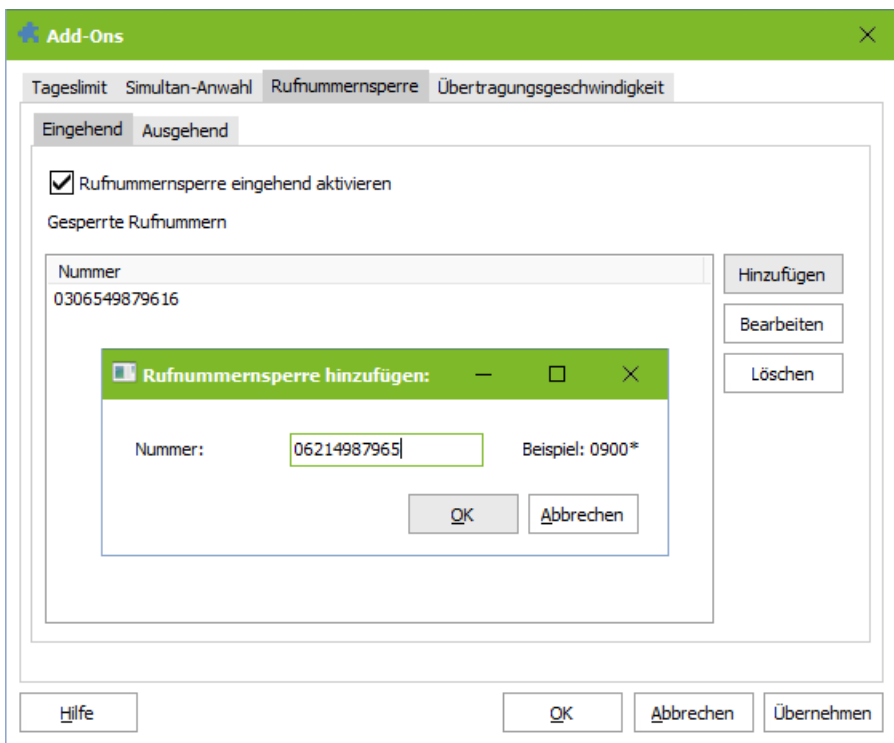 Add-Ons
Tageslimit Simultan-Anwahl Rufnummernsperre Übertragungsgeschwindigkeit
Eingehend Ausgehend
Rufnummernsperre eingehend aktivieren
Gesperrte Rufnummern
Nummer
0306549879616
Hinzufügen
Bearbeiten
Löschen
Rufnummernsperre hinzufügen:
Nummer: 06214987965 Beispiel: 0900*
OK Abbrechen
Hilfe OK Abbrechen Übernehmen